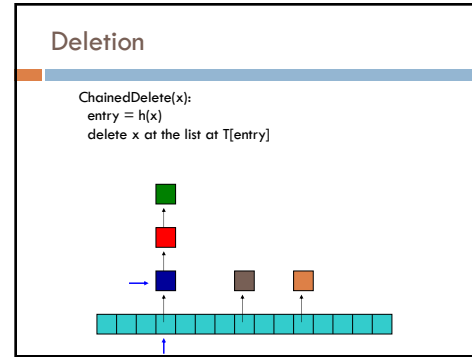 Deletion
ChainedDelete(x):
entry = h(x)
delete x at the list at T[entry]